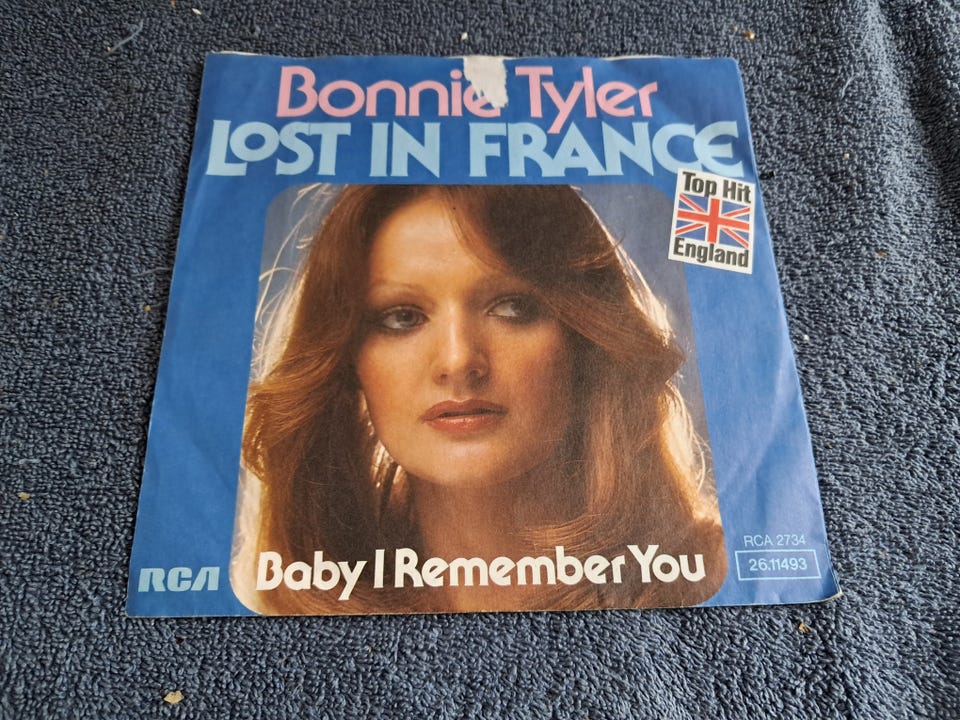 Bonnie Tyler
LOST IN FRANCE
Top Hit
England
Baby I Remember You
RCA
RCA 2734
26.11493